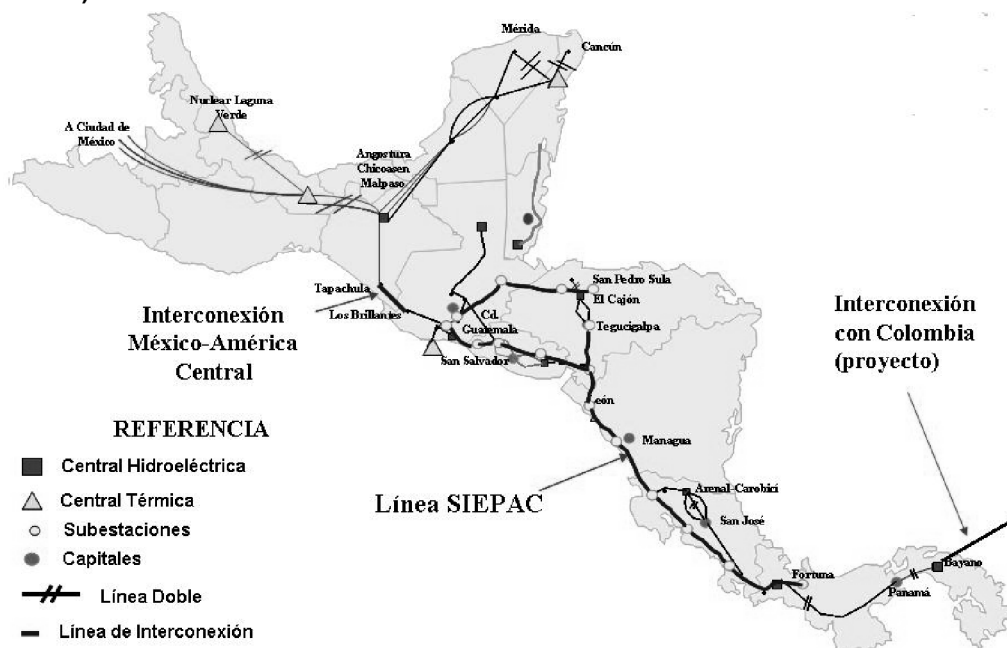 Mérida
Cancún
Nuclear Laguna
Verde
A Ciudad de
México
Angostura
Chicoasen
Malpaso
Tapachula
Los Brillantes
Interconexión
México-América
Central
San Pedro Sula
El Cajón
Cd.
Guatemala
Tegucigalpa
San Salvador
Interconexión
con Colombia
(proyecto)
eón
Managua
Línea SIEPAC
Arenal-Carobicí
San José
Fortuna
Bayano
Panamá
REFERENCIA
Central Hidroeléctrica
Central Térmica
Subestaciones
Capitales
Línea Doble
Línea de Interconexión